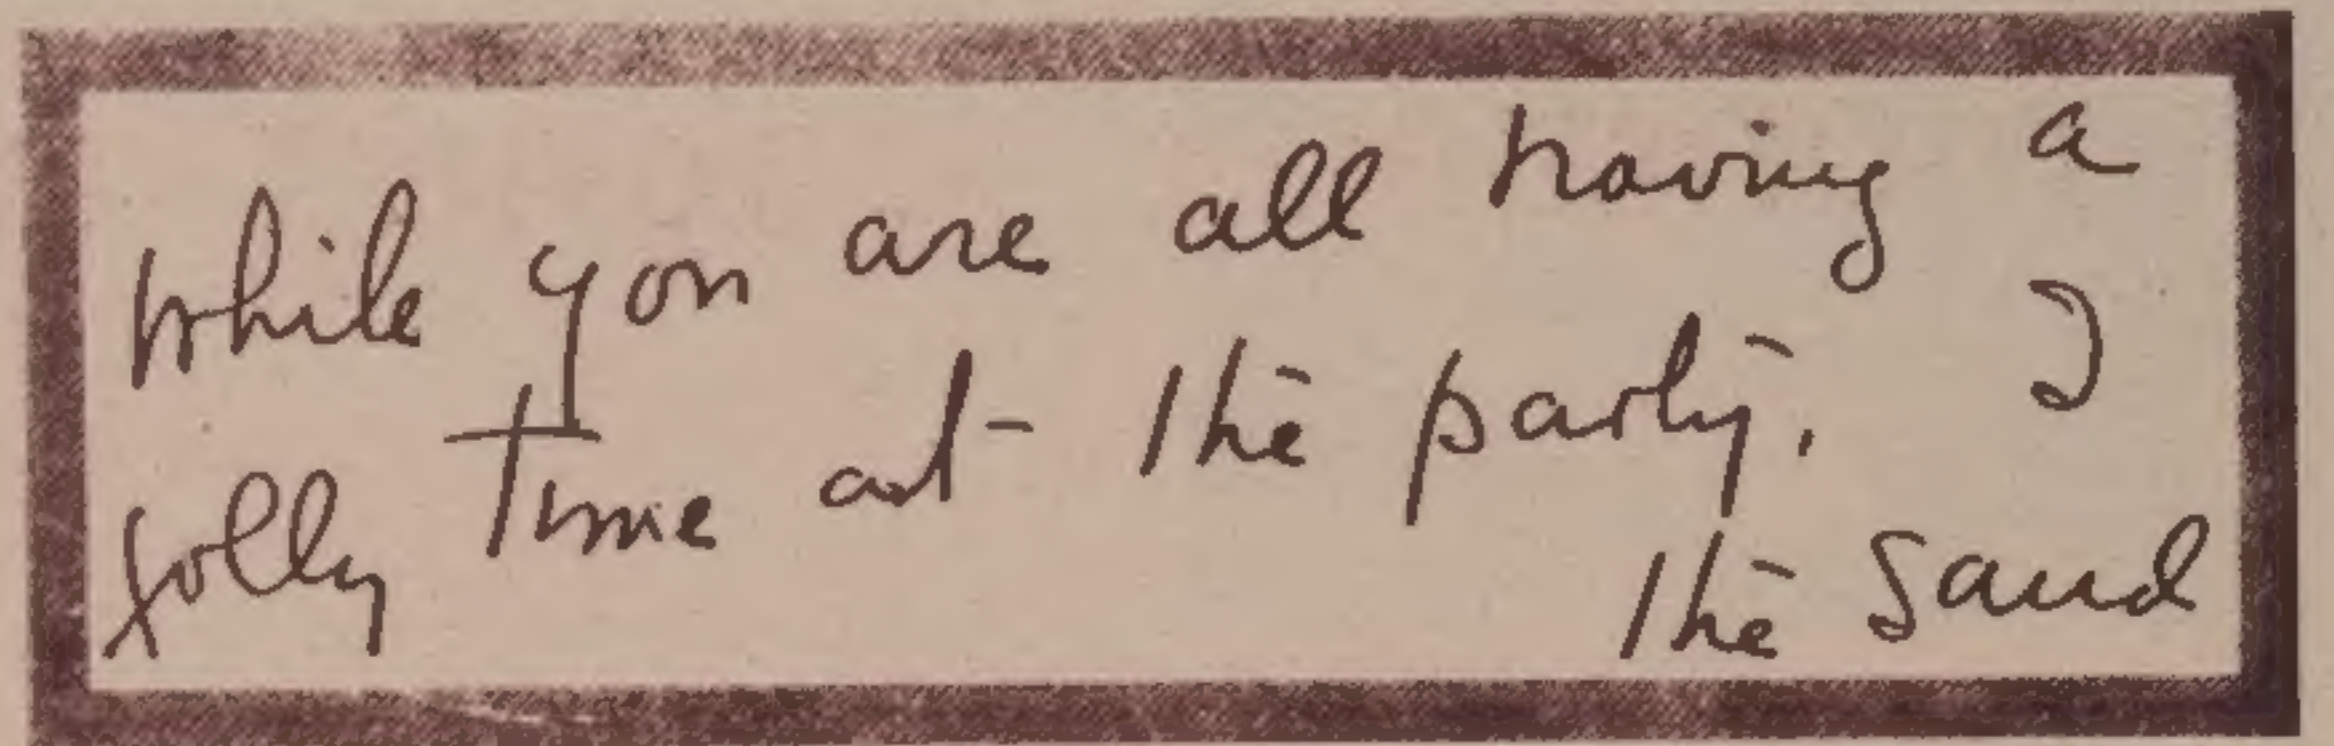 while you are all having a
jolly time at the party. I
the sand